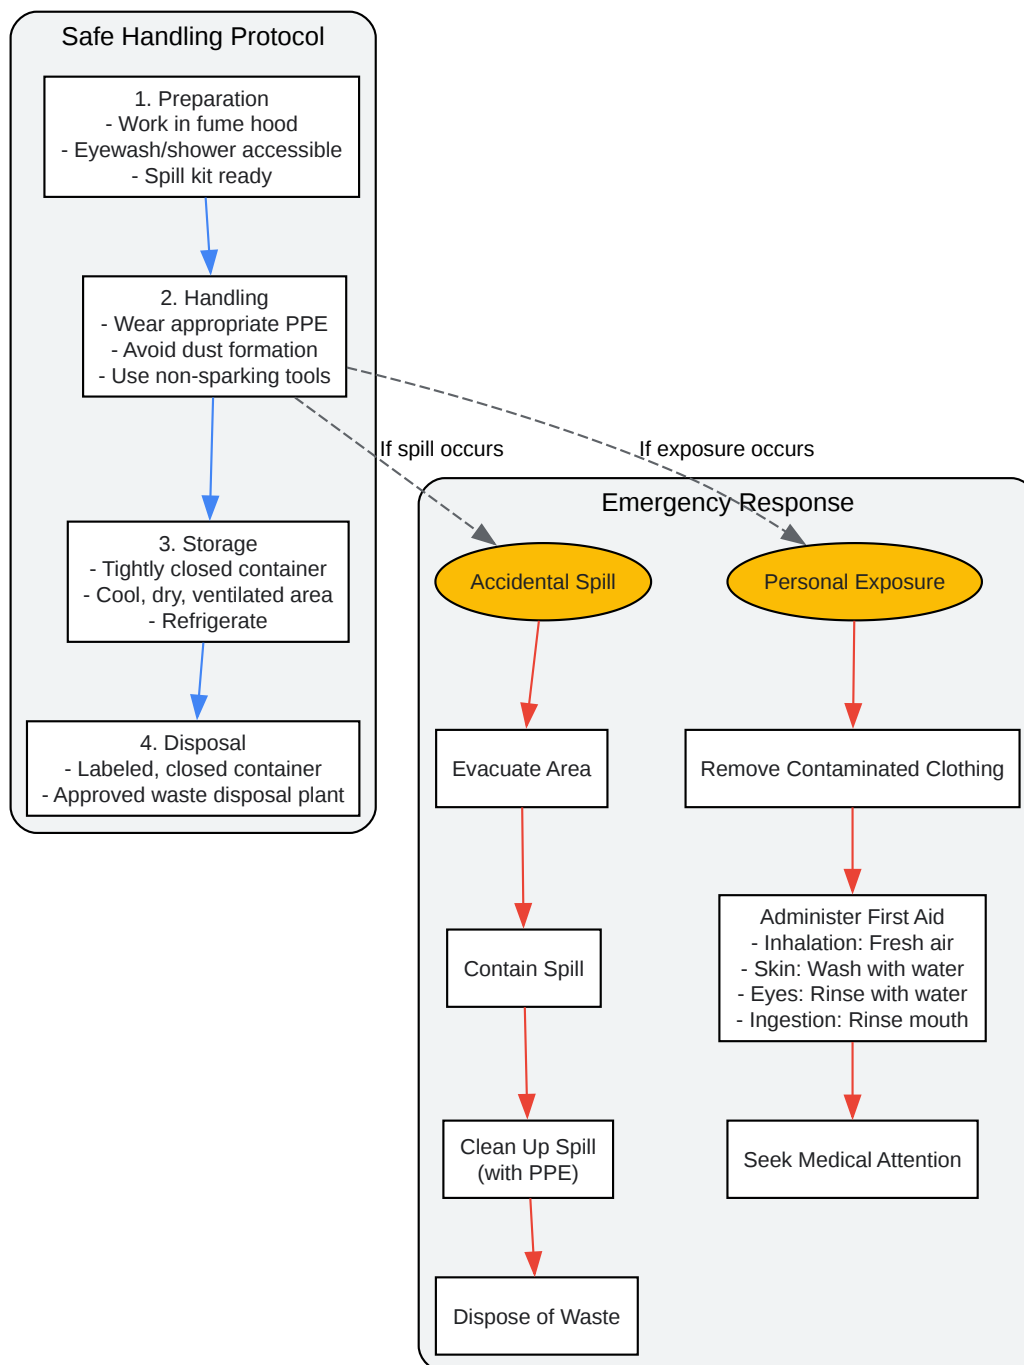 Safe Handling Protocol
1. Preparation
- Work in fume hood
- Eyewash/shower accessible
- Spill kit ready
2. Handling
- Wear appropriate PPE
- Avoid dust formation
- Use non-sparking tools
3. Storage
- Tightly closed container
- Cool, dry, ventilated area
- Refrigerate
4. Disposal
- Labeled, closed container
- Approved waste disposal plant
If spill occurs
If exposure occurs
Emergency Response
Accidental Spill
Evacuate Area
Contain Spill
Clean Up Spill
(with PPE)
Dispose of Waste
Personal Exposure
Remove Contaminated Clothing
Administer First Aid
- Inhalation: Fresh air
- Skin: Wash with water
- Eyes: Rinse with water
- Ingestion: Rinse mouth
Seek Medical Attention